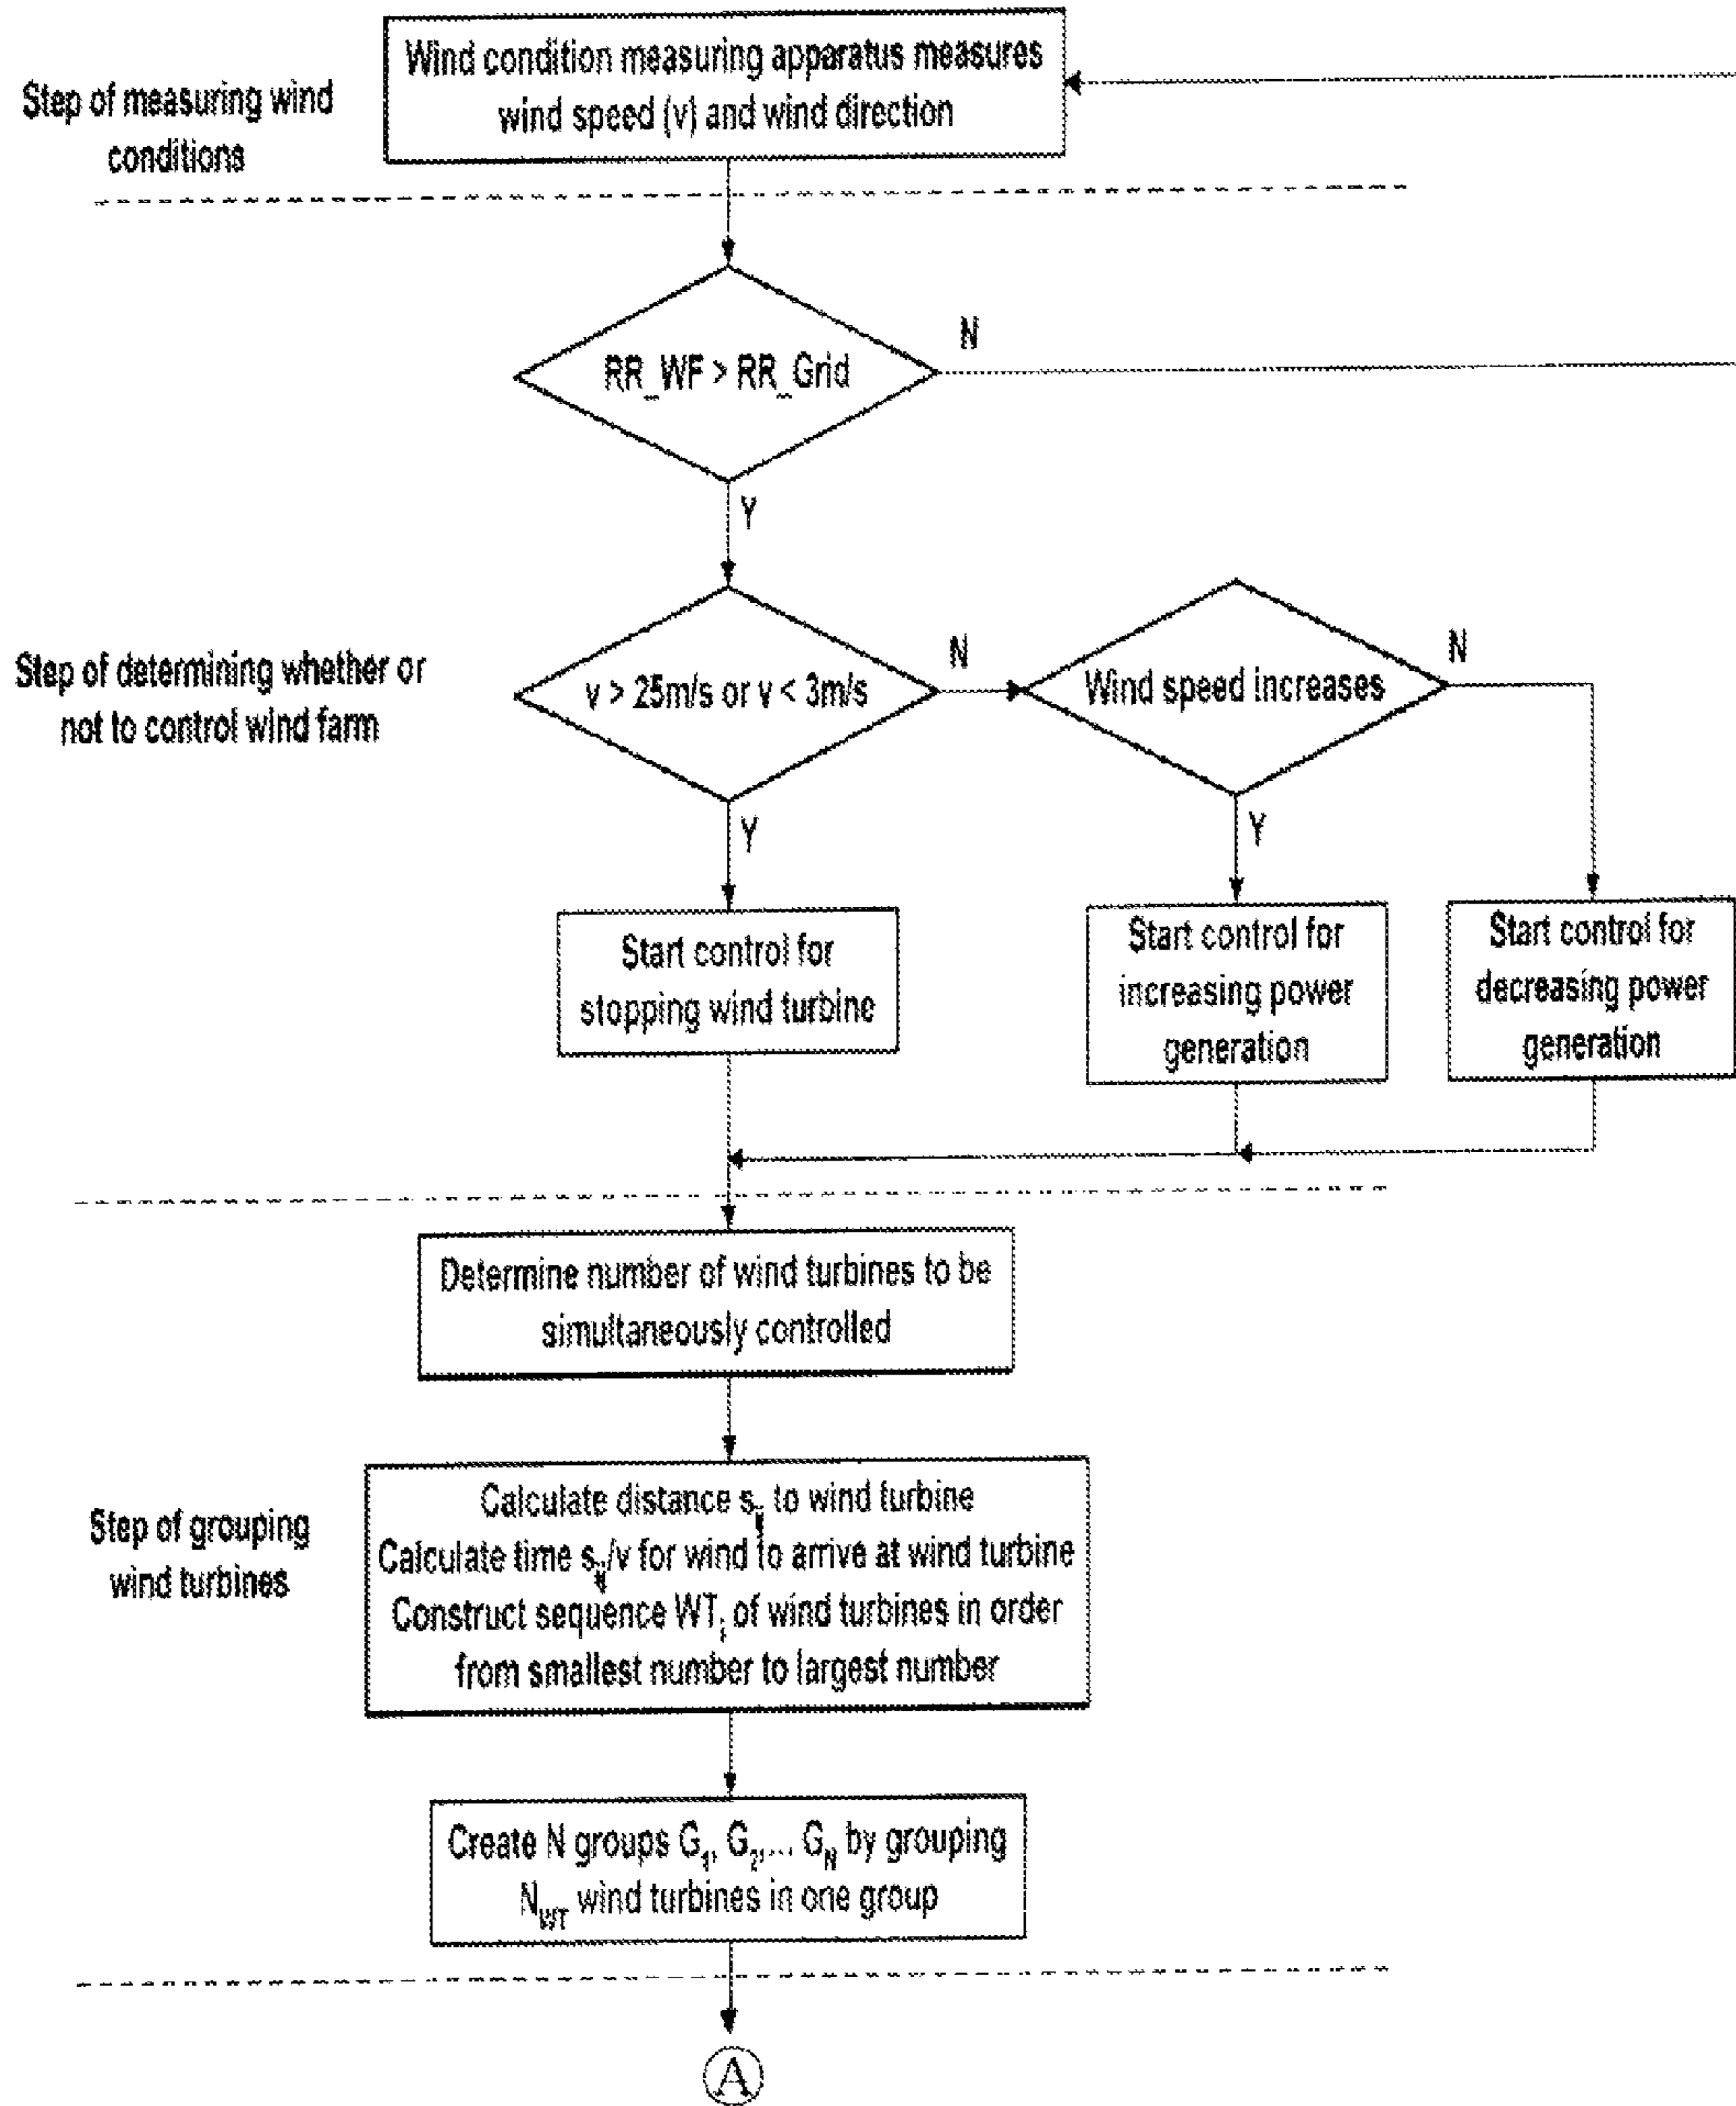 Wind condition measuring apparatus measures
wind speed (v) and wind direction
Step of measuring wind
conditions
RR_WF > RR_Grid
N
Y
Step of determining whether or
not to control wind farm
v > 25m/s or v < 3m/s
N
Wind speed increases
N
Y
Y
Start control for
stopping wind turbine
Start control for
increasing power
generation
Start control for
decreasing power
generation
Determine number of wind turbines to be
simultaneously controlled
Step of grouping
wind turbines
Calculate distance s_ij to wind turbine
Calculate time s_ij/v for wind to arrive at wind turbine
Construct sequence WT_i of wind turbines in order
from smallest number to largest number
Create N groups G_1, G_2,... G_N by grouping
N_WT wind turbines in one group
A